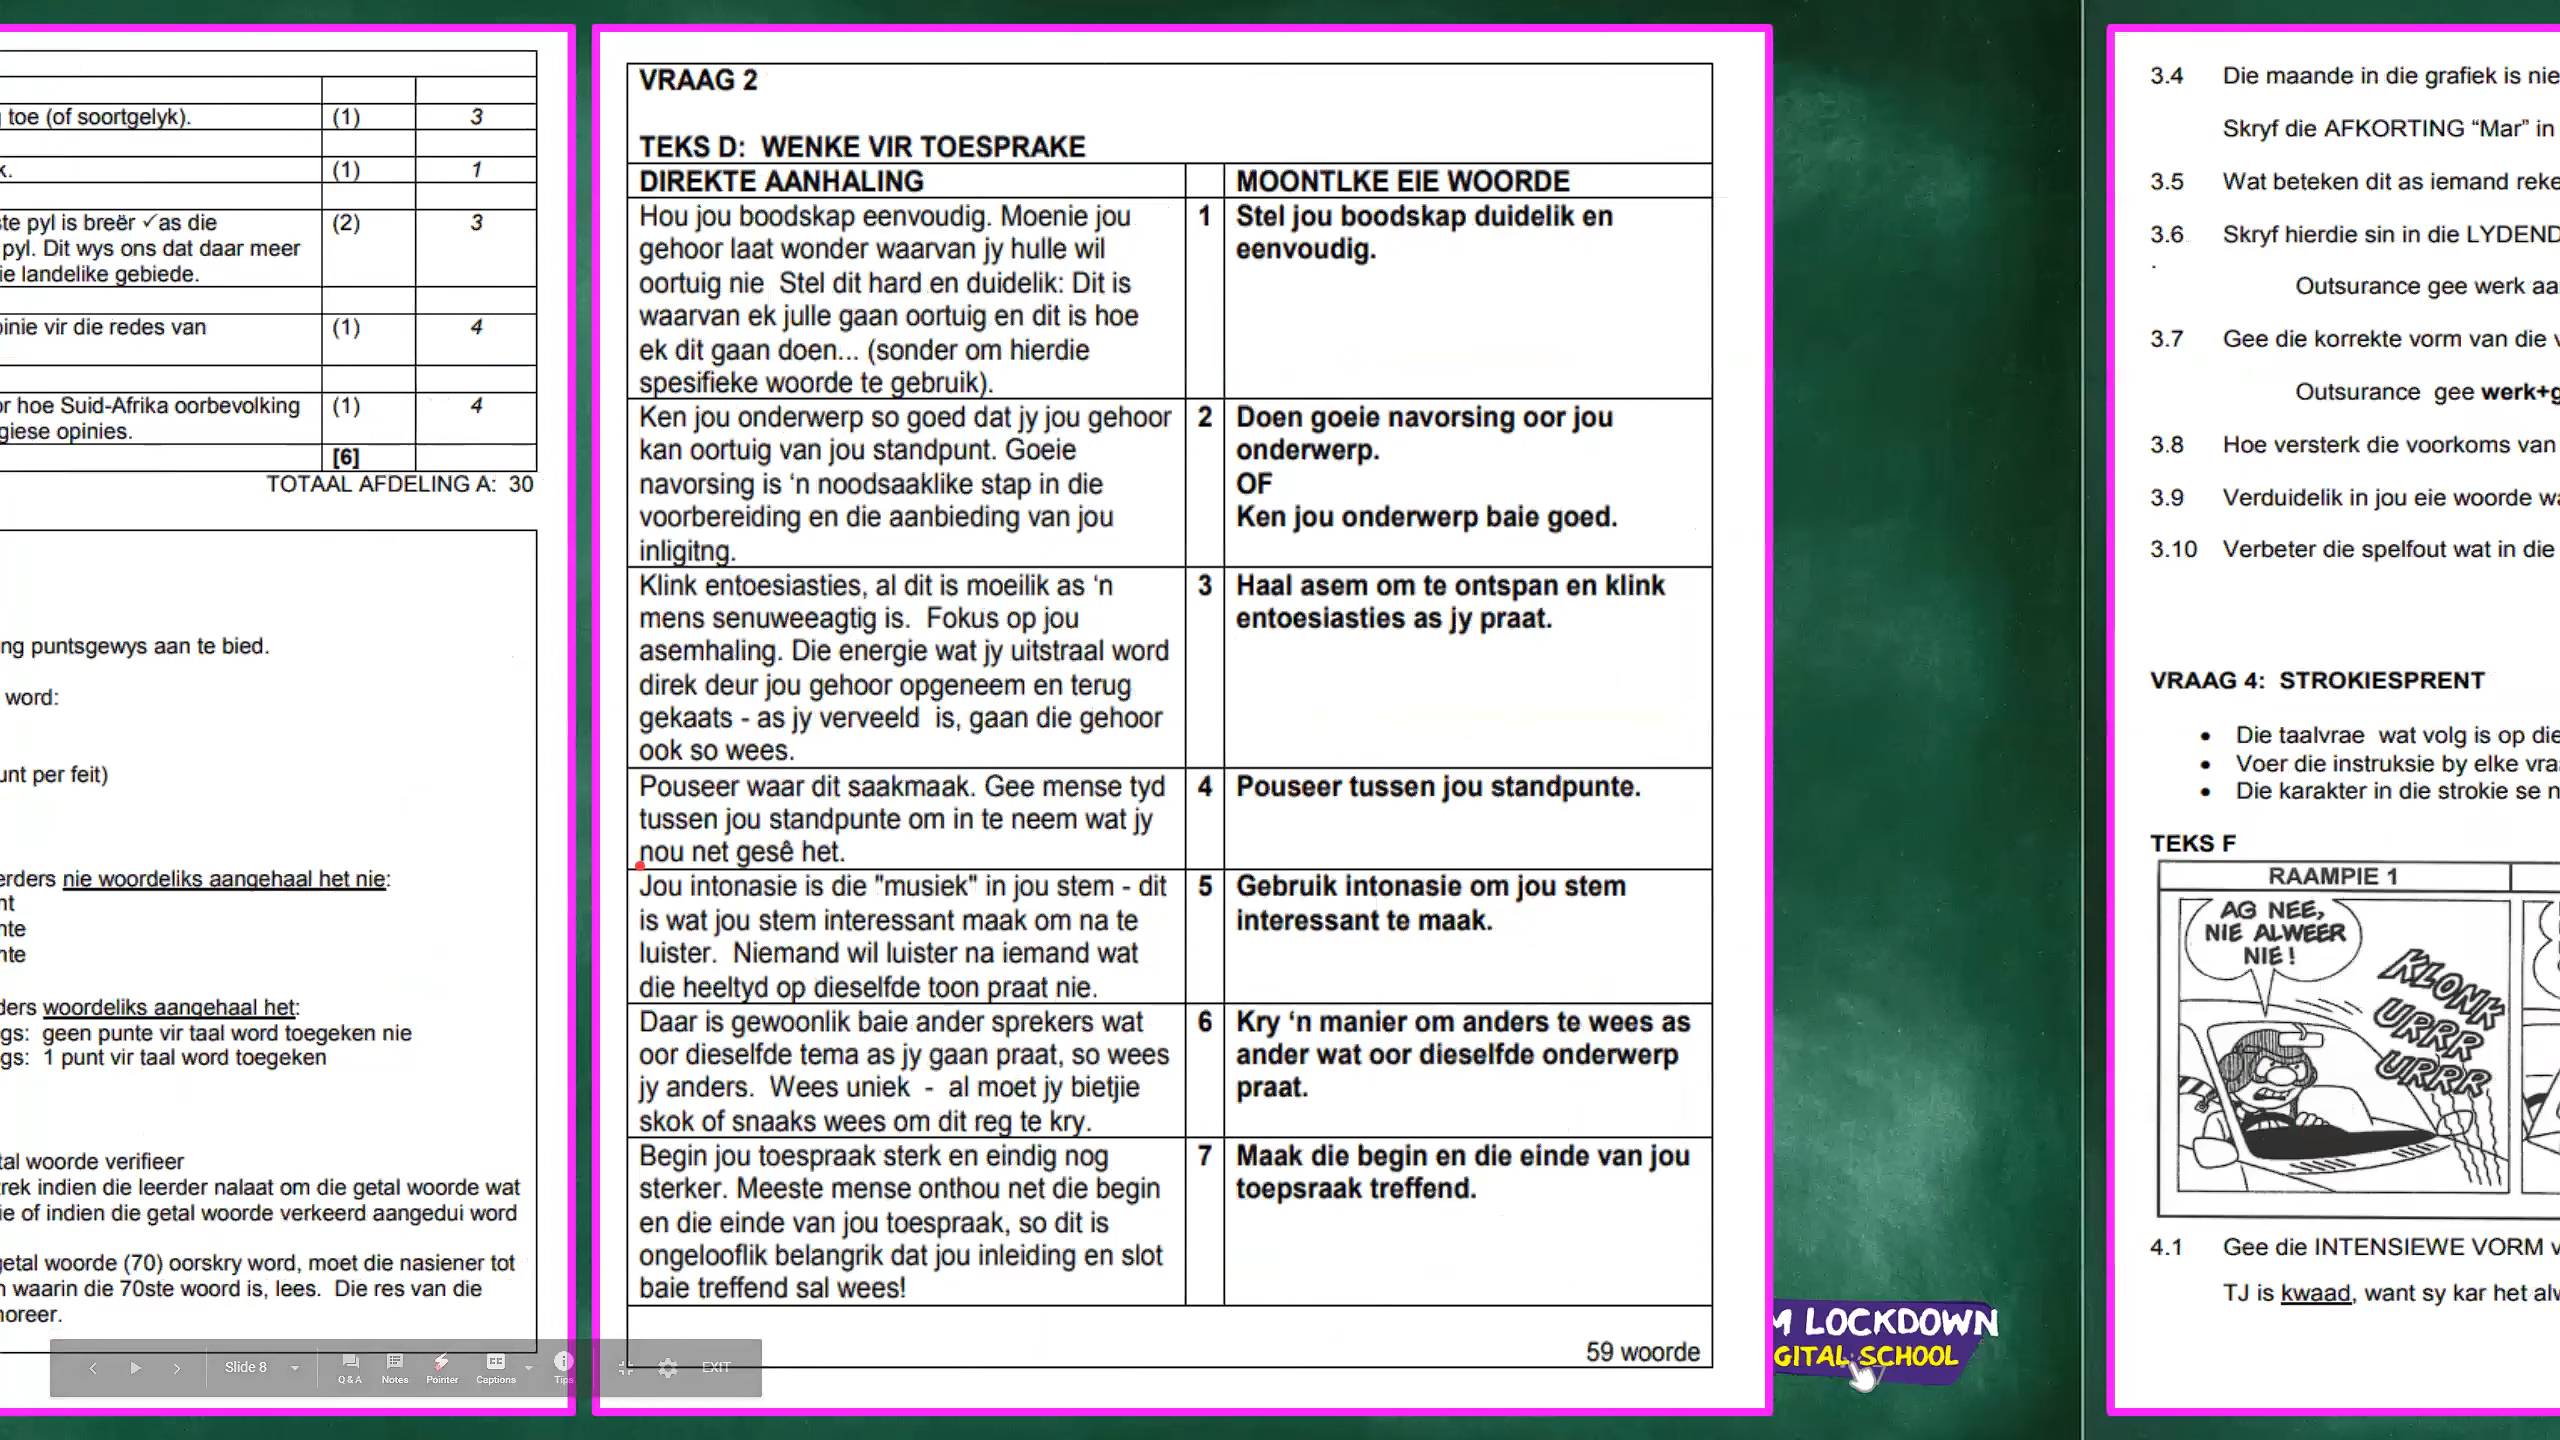 toe (of soortgelyk). (1) 3
k. (1) 1
ste pyl is breër ✓as die (2) 3
pyl. Dit wys ons dat daar meer
ie landelike gebiede.
pinie vir die redes van (1) 4
or hoe Suid-Afrika oorbevolking (1) 4
giese opinies.
[6]
TOTAAL AFDELING A: 30
ng puntsgewys aan te bied.
word:
unt per feit)
erders nie woordeliks aangehaal het nie:
nt
nte
nte
ders woordeliks aangehaal het:
gs: geen punte vir taal word toegeken nie
gs: 1 punt vir taal word toegeken
tal woorde verifieer
rek indien die leerder nalaat om die getal woorde wat
ie of indien die getal woorde verkeerd aangedui word
getal woorde (70) oorskry word, moet die nasiener tot
n waarin die 70ste woord is, lees. Die res van die
noreer.
Slide 8
Q & A
Notes
Pointer
Captions
Tips
EXIT
VRAAG 2
TEKS D: WENKE VIR TOESPRAKE
DIREKTE AANHALING
MOONTLKE EIE WOORDE
Hou jou boodskap eenvoudig. Moenie jou
gehoor laat wonder waarvan jy hulle wil
oortuig nie Stel dit hard en duidelik: Dit is
waarvan ek julle gaan oortuig en dit is hoe
ek dit gaan doen... (sonder om hierdie
spesifieke woorde te gebruik).
1
Stel jou boodskap duidelik en
eenvoudig.
Ken jou onderwerp so goed dat jy jou gehoor
kan oortuig van jou standpunt. Goeie
navorsing is ‘n noodsaaklike stap in die
voorbereiding en die aanbieding van jou
inligitng.
2
Doen goeie navorsing oor jou
onderwerp.
OF
Ken jou onderwerp baie goed.
Klink entoesiasties, al dit is moeilik as ‘n
mens senuweeagtig is. Fokus op jou
asemhaling. Die energie wat jy uitstraal word
direk deur jou gehoor opgeneem en terug
gekaats - as jy verveeld is, gaan die gehoor
ook so wees.
3
Haal asem om te ontspan en klink
entoesiasties as jy praat.
Pouseer waar dit saakmaak. Gee mense tyd
tussen jou standpunte om in te neem wat jy
nou net gesê het.
4
Pouseer tussen jou standpunte.
Jou intonasie is die "musiek" in jou stem - dit
is wat jou stem interessant maak om na te
luister. Niemand wil luister na iemand wat
die heeltyd op dieselfde toon praat nie.
5
Gebruik intonasie om jou stem
interessant te maak.
Daar is gewoonlik baie ander sprekers wat
oor dieselfde tema as jy gaan praat, so wees
jy anders. Wees uniek - al moet jy bietjie
skok of snaaks wees om dit reg te kry.
6
Kry ‘n manier om anders te wees as
ander wat oor dieselfde onderwerp
praat.
Begin jou toespraak sterk en eindig nog
sterker. Meeste mense onthou net die begin
en die einde van jou toespraak, so dit is
ongelooflik belangrik dat jou inleiding en slot
baie treffend sal wees!
7
Maak die begin en die einde van jou
toepsraak treffend.
59 woorde
M LOCKDOWN
GITAL SCHOOL
3.4 Die maande in die grafiek is nie
Skryf die AFKORTING “Mar” in
3.5 Wat beteken dit as iemand reke
3.6 Skryf hierdie sin in die LYDEND
.
Outsurance gee werk aa
3.7 Gee die korrekte vorm van die v
Outsurance gee werk+g
3.8 Hoe versterk die voorkoms van
3.9 Verduidelik in jou eie woorde wa
3.10 Verbeter die spelfout wat in die
VRAAG 4: STROKIESPRENT
• Die taalvrae wat volg is op die
• Voer die instruksie by elke vra
• Die karakter in die strokie se n
TEKS F
RAAMPIE 1
AG NEE,
NIE ALWEER
NIE!
KLONK
URRR
URRR
4.1 Gee die INTENSIEWE VORM v
TJ is kwaad, want sy kar het alw